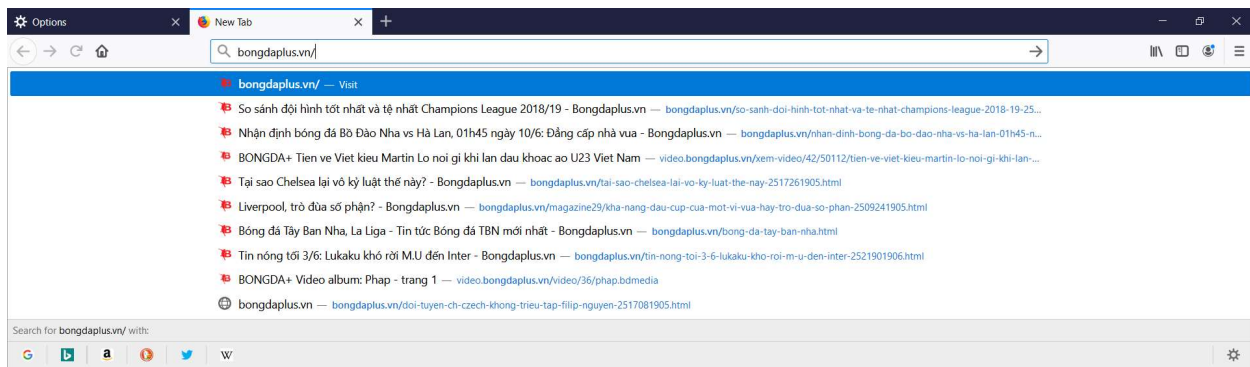 Options
New Tab
bongdaplus.vn/
bongdaplus.vn/ — Visit
So sánh đội hình tốt nhất và tệ nhất Champions League 2018/19 - Bongdaplus.vn — bongdaplus.vn/so-sanh-doi-hinh-tot-nhat-va-te-nhat-champions-league-2018-19-25...
Nhận định bóng đá Bồ Đào Nha vs Hà Lan, 01h45 ngày 10/6: Đẳng cấp nhà vua - Bongdaplus.vn — bongdaplus.vn/nhan-dinh-bong-da-bo-dao-nha-vs-ha-lan-01h45-n...
BONGDA+ Tien ve Viet kieu Martin Lo noi gi khi lan dau khoac ao U23 Viet Nam — video.bongdaplus.vn/xem-video/42/50112/tien-ve-viet-kieu-martin-lo-noi-gi-khi-lan-...
Tại sao Chelsea lại vô kỷ luật thế này? - Bongdaplus.vn — bongdaplus.vn/tai-sao-chelsea-lai-vo-ky-luat-the-nay-2517261905.html
Liverpool, trò đùa số phận? - Bongdaplus.vn — bongdaplus.vn/magazine29/kha-nang-dau-cup-cua-mot-vi-vua-hay-tro-dua-so-phan-2509241905.html
Bóng đá Tây Ban Nha, La Liga - Tin tức Bóng đá TBN mới nhất - Bongdaplus.vn — bongdaplus.vn/bong-da-tay-ban-nha.html
Tin nóng tối 3/6: Lukaku khó rời M.U đến Inter - Bongdaplus.vn — bongdaplus.vn/tin-nong-toi-3-6-lukaku-kho-roi-m-u-den-inter-2521901906.html
BONGDA+ Video album: Phap - trang 1 — video.bongdaplus.vn/video/36/phap.bdmedia
bongdaplus.vn — bongdaplus.vn/doi-tuyen-ch-czech-khong-trieu-tap-filip-nguyen-2517081905.html
Search for bongdaplus.vn/ with: